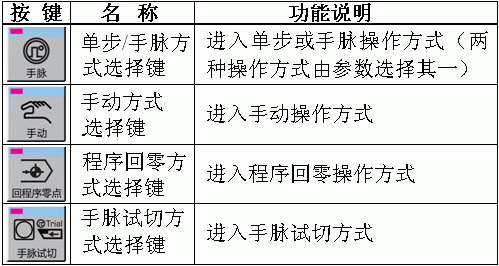 按 键 名 称 功能说明
手脉 单步/手脉方
式选择键 进入单步或手脉操作方式（两
种操作方式由参数选择其一）
手动 手动方式
选择键 进入手动操作方式
回程序零点 程序回零方
式选择键 进入程序回零操作方式
Trial
手脉试切 手脉试切方
式选择键 进入手脉试切方式